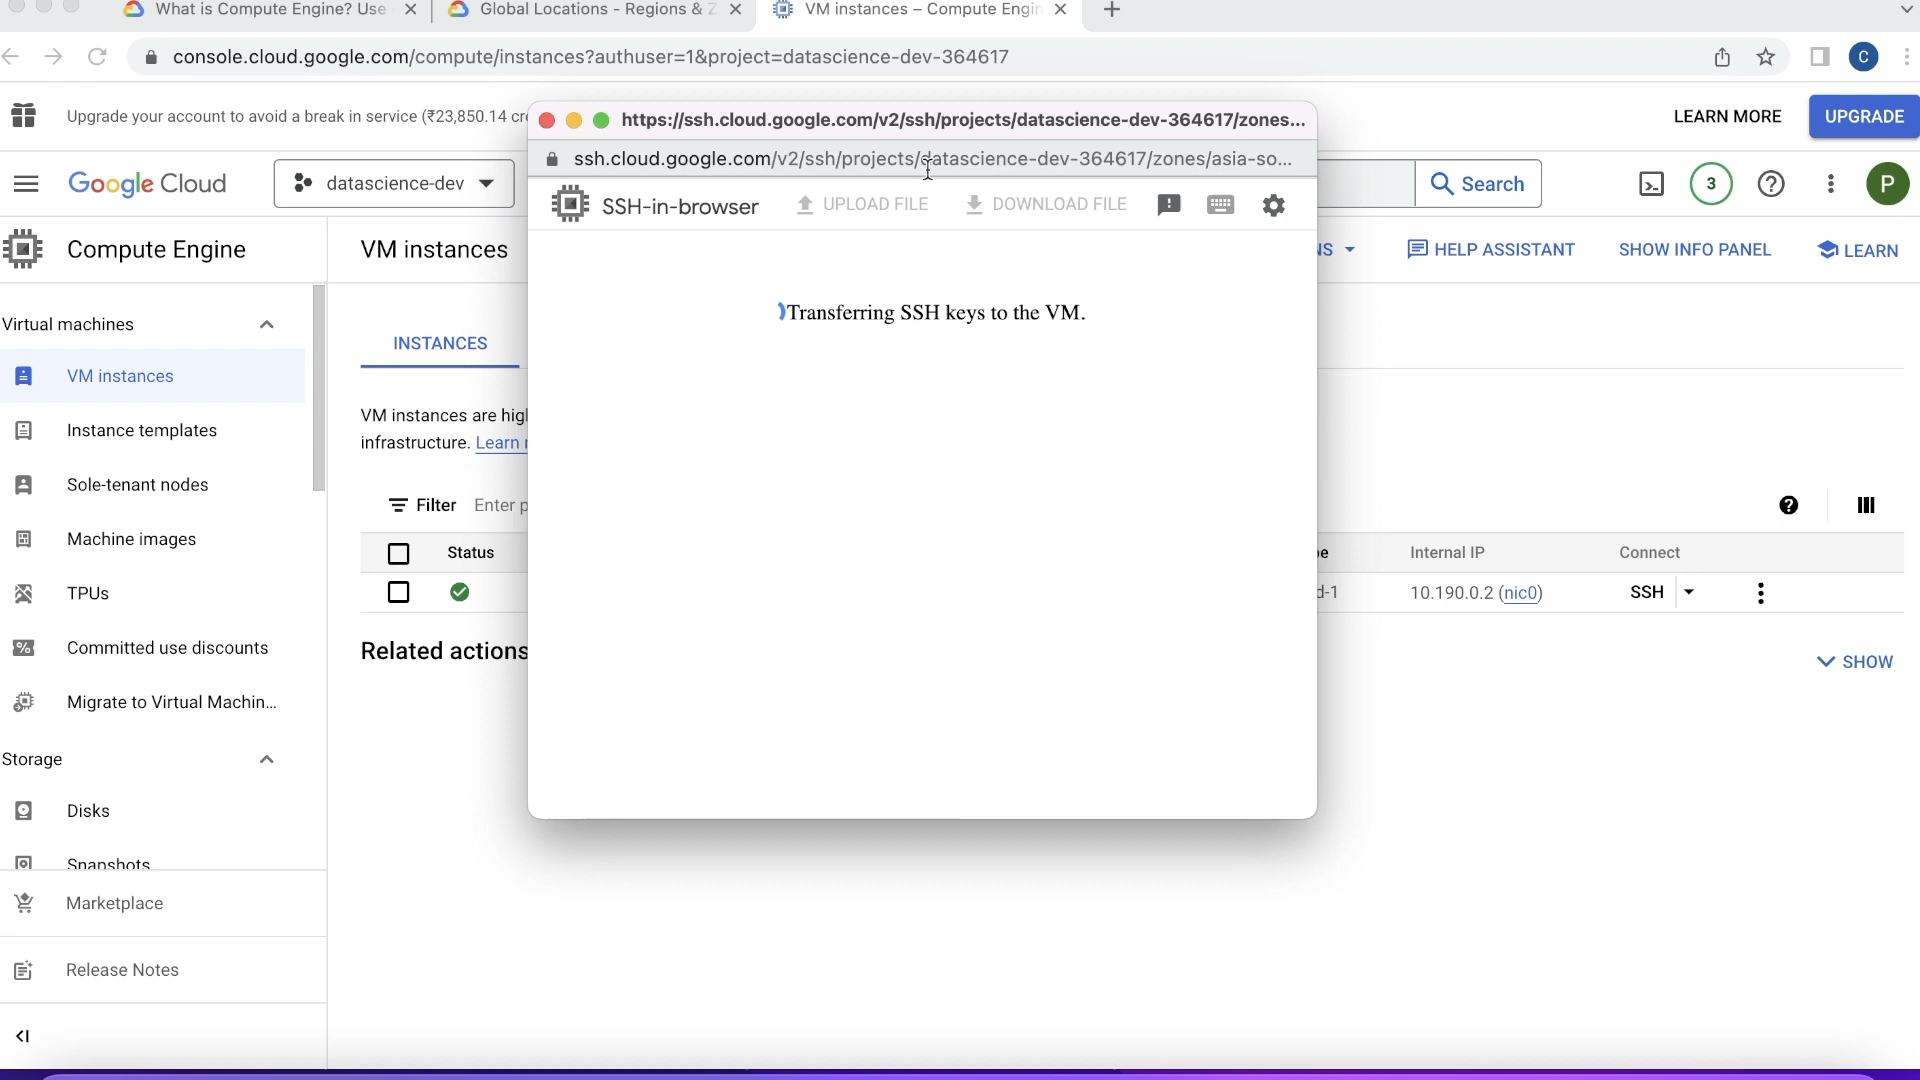 What is Compute Engine? Use
Global Locations - Regions & Z
VM instances – Compute Engin
console.cloud.google.com/compute/instances?authuser=1&project=datascience-dev-364617
C
Upgrade your account to avoid a break in service (₹23,850.14 cre
LEARN MORE
UPGRADE
https://ssh.cloud.google.com/v2/ssh/projects/datascience-dev-364617/zones...
ssh.cloud.google.com/v2/ssh/projects/datascience-dev-364617/zones/asia-so...
Google Cloud
datascience-dev
Search
3
P
SSH-in-browser
UPLOAD FILE
DOWNLOAD FILE
Compute Engine
VM instances
NS
HELP ASSISTANT
SHOW INFO PANEL
LEARN
Transferring SSH keys to the VM.
Virtual machines
VM instances
Instance templates
Sole-tenant nodes
Machine images
TPUs
Committed use discounts
Migrate to Virtual Machin...
Storage
Disks
Snapshots
Marketplace
Release Notes
INSTANCES
VM instances are high
infrastructure. Learn
Filter Enter p
Status
Internal IP
Connect
d-1
10.190.0.2 (nic0)
SSH
Related actions
SHOW